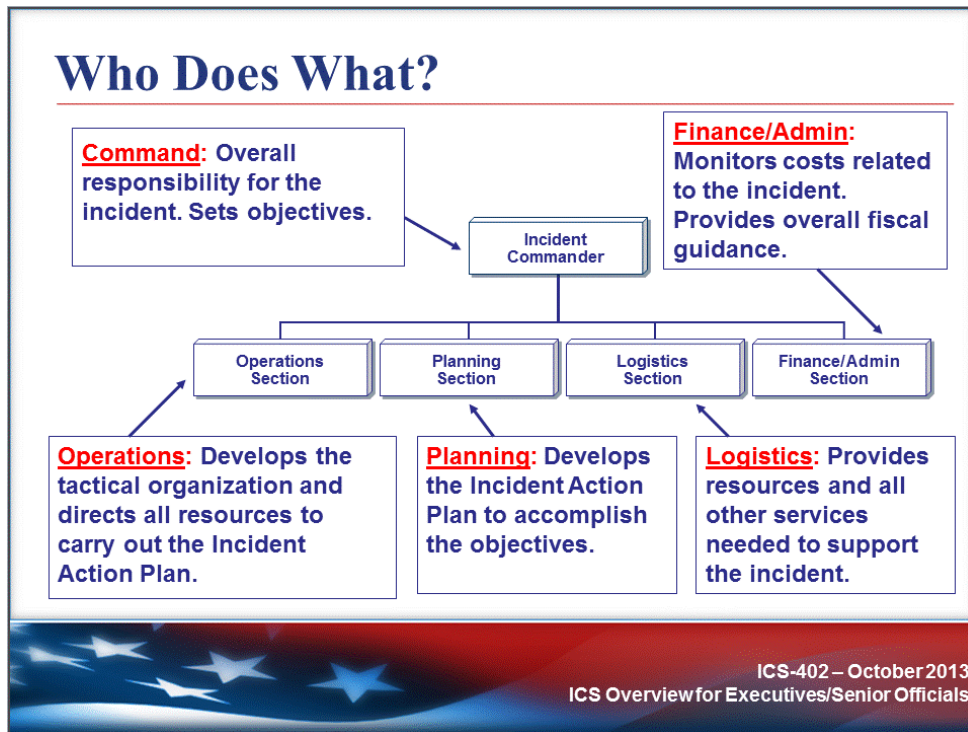 Who Does What?
Command: Overall
responsibility for the
incident. Sets objectives.
Finance/Admin:
Monitors costs related
to the incident.
Provides overall fiscal
guidance.
Incident
Commander
Operations
Section
Planning
Section
Logistics
Section
Finance/Admin
Section
Operations: Develops the
tactical organization and
directs all resources to
carry out the Incident
Action Plan.
Planning: Develops
the Incident Action
Plan to accomplish
the objectives.
Logistics: Provides
resources and all
other services
needed to support
the incident.
ICS-402 – October 2013
ICS Overview for Executives/Senior Officials